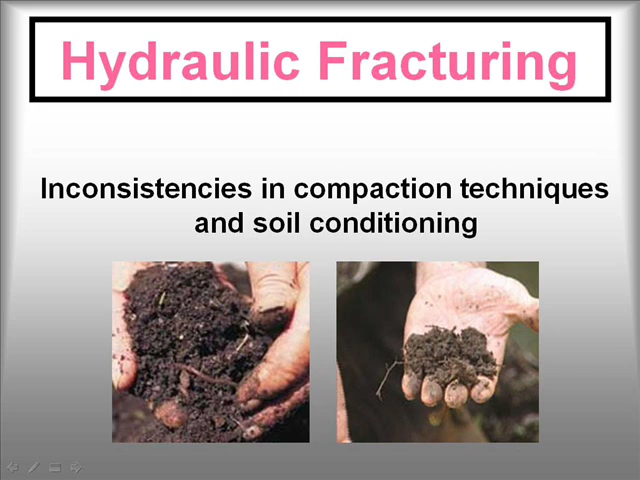 Hydraulic Fracturing
Inconsistencies in compaction techniques
and soil conditioning